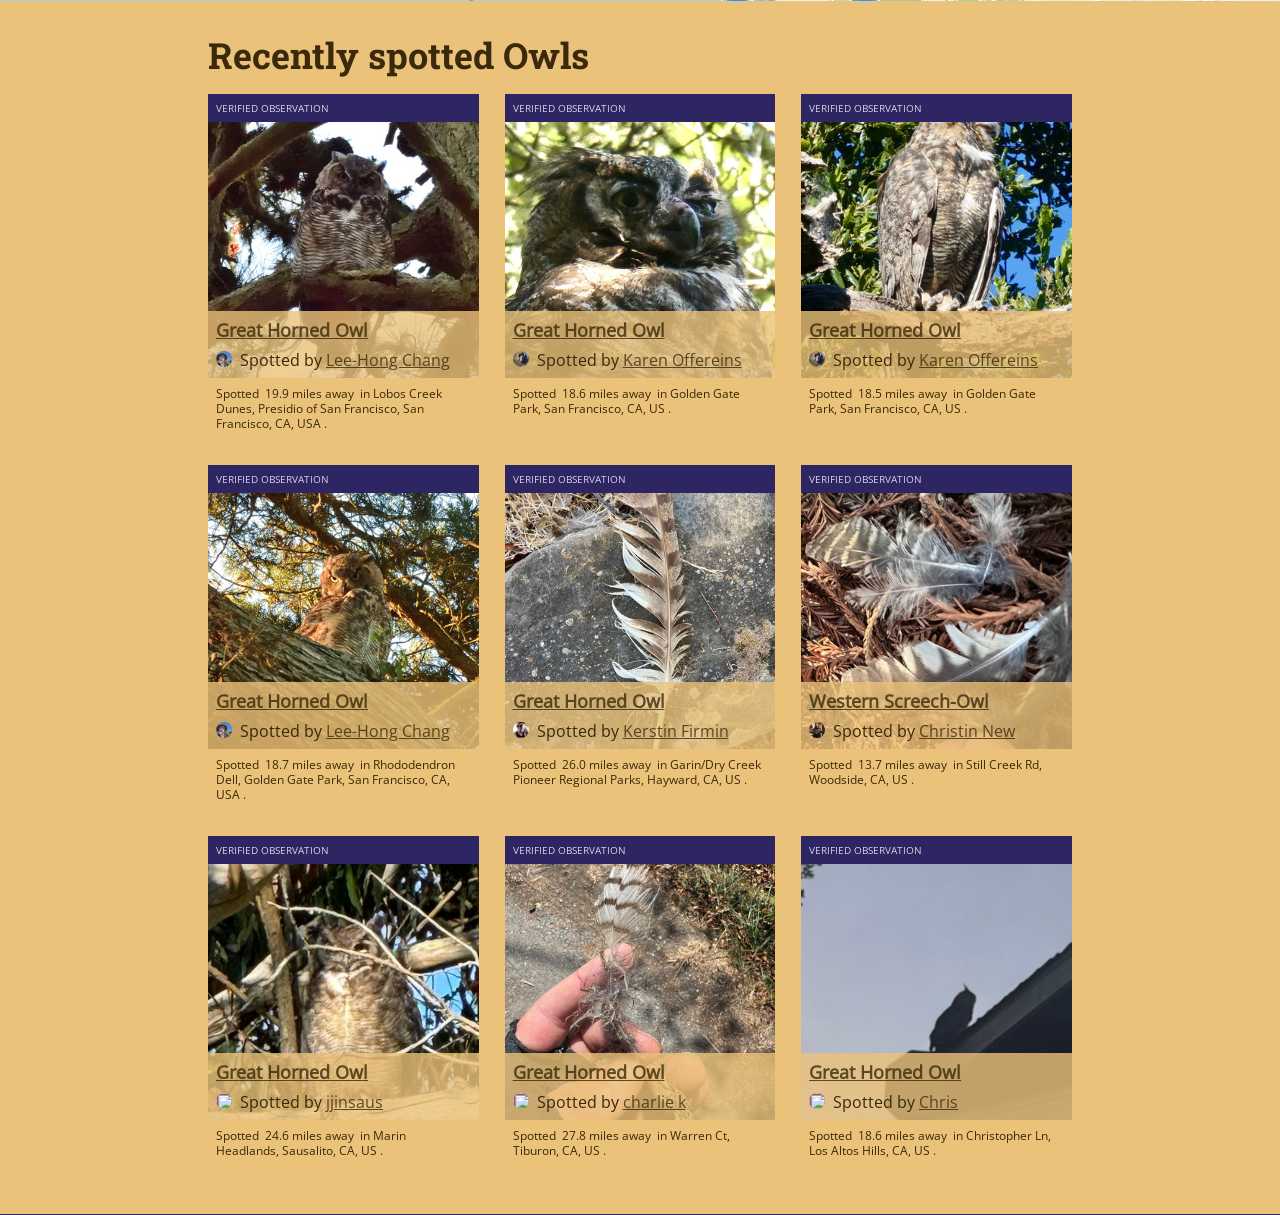 Recently spotted Owls
VERIFIED OBSERVATION
Great Horned Owl
Spotted by Lee-Hong Chang
Spotted 19.9 miles away in Lobos Creek
Dunes, Presidio of San Francisco, San
Francisco, CA, USA .
VERIFIED OBSERVATION
Great Horned Owl
Spotted by Karen Offereins
Spotted 18.6 miles away in Golden Gate
Park, San Francisco, CA, US .
VERIFIED OBSERVATION
Great Horned Owl
Spotted by Karen Offereins
Spotted 18.5 miles away in Golden Gate
Park, San Francisco, CA, US .
VERIFIED OBSERVATION
Great Horned Owl
Spotted by Lee-Hong Chang
Spotted 18.7 miles away in Rhododendron
Dell, Golden Gate Park, San Francisco, CA,
USA .
VERIFIED OBSERVATION
Great Horned Owl
Spotted by Kerstin Firmin
Spotted 26.0 miles away in Garin/Dry Creek
Pioneer Regional Parks, Hayward, CA, US .
VERIFIED OBSERVATION
Western Screech-Owl
Spotted by Christin New
Spotted 13.7 miles away in Still Creek Rd,
Woodside, CA, US .
VERIFIED OBSERVATION
Great Horned Owl
Spotted by jjinsaus
Spotted 24.6 miles away in Marin
Headlands, Sausalito, CA, US .
VERIFIED OBSERVATION
Great Horned Owl
Spotted by charlie k
Spotted 27.8 miles away in Warren Ct,
Tiburon, CA, US .
VERIFIED OBSERVATION
Great Horned Owl
Spotted by Chris
Spotted 18.6 miles away in Christopher Ln,
Los Altos Hills, CA, US .